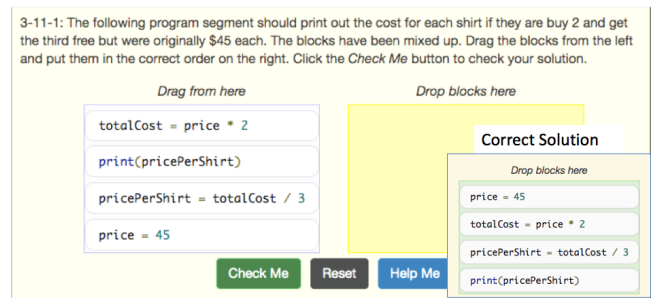 3-11-1: The following program segment should print out the cost for each shirt if they are buy 2 and get
the third free but were originally $45 each. The blocks have been mixed up. Drag the blocks from the left
and put them in the correct order on the right. Click the Check Me button to check your solution.
Drag from here
totalCost = price * 2
print(pricePerShirt)
pricePerShirt = totalCost / 3
price = 45
Drop blocks here
Check Me
Reset
Help Me
Correct Solution
Drop blocks here
price = 45
totalCost = price * 2
pricePerShirt = totalCost / 3
print(pricePerShirt)